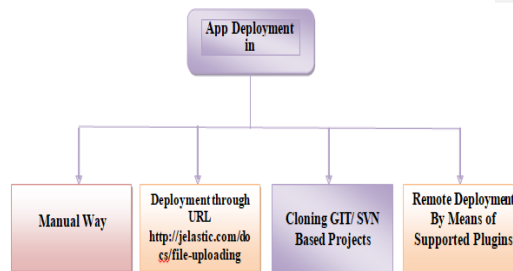 App Deployment
in
Manual Way
Deployment through
URL
http://jelastic.com/do
cs/file-uploading
Cloning GIT/ SVN
Based Projects
Remote Deployment
By Means of
Supported Plugins